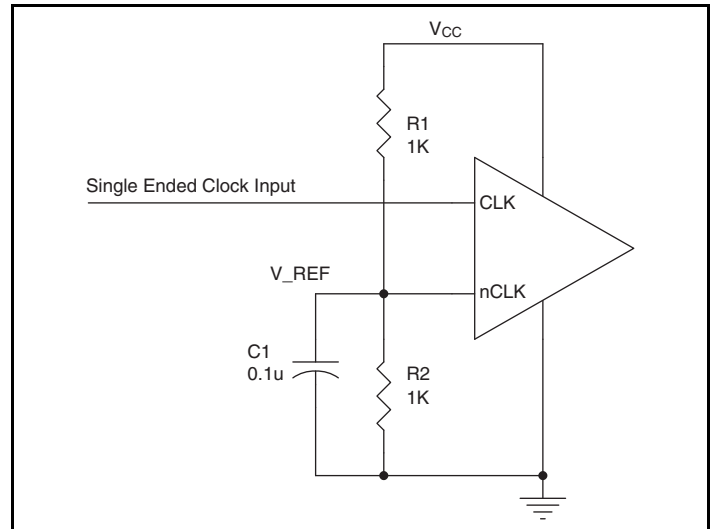 VCC
R1
1K
Single Ended Clock Input
CLK
V_REF
nCLK
C1
0.1u
R2
1K